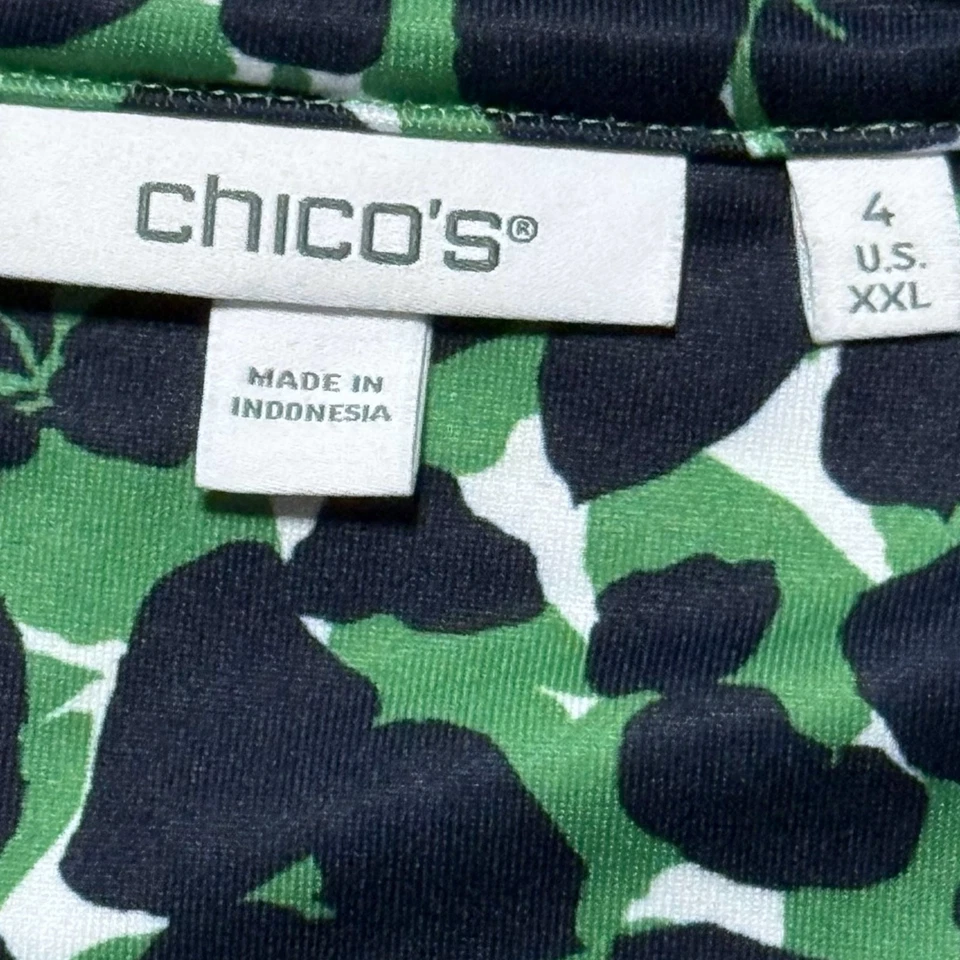 CHICO'S®
4
U.S.
XXL
MADE IN
INDONESIA